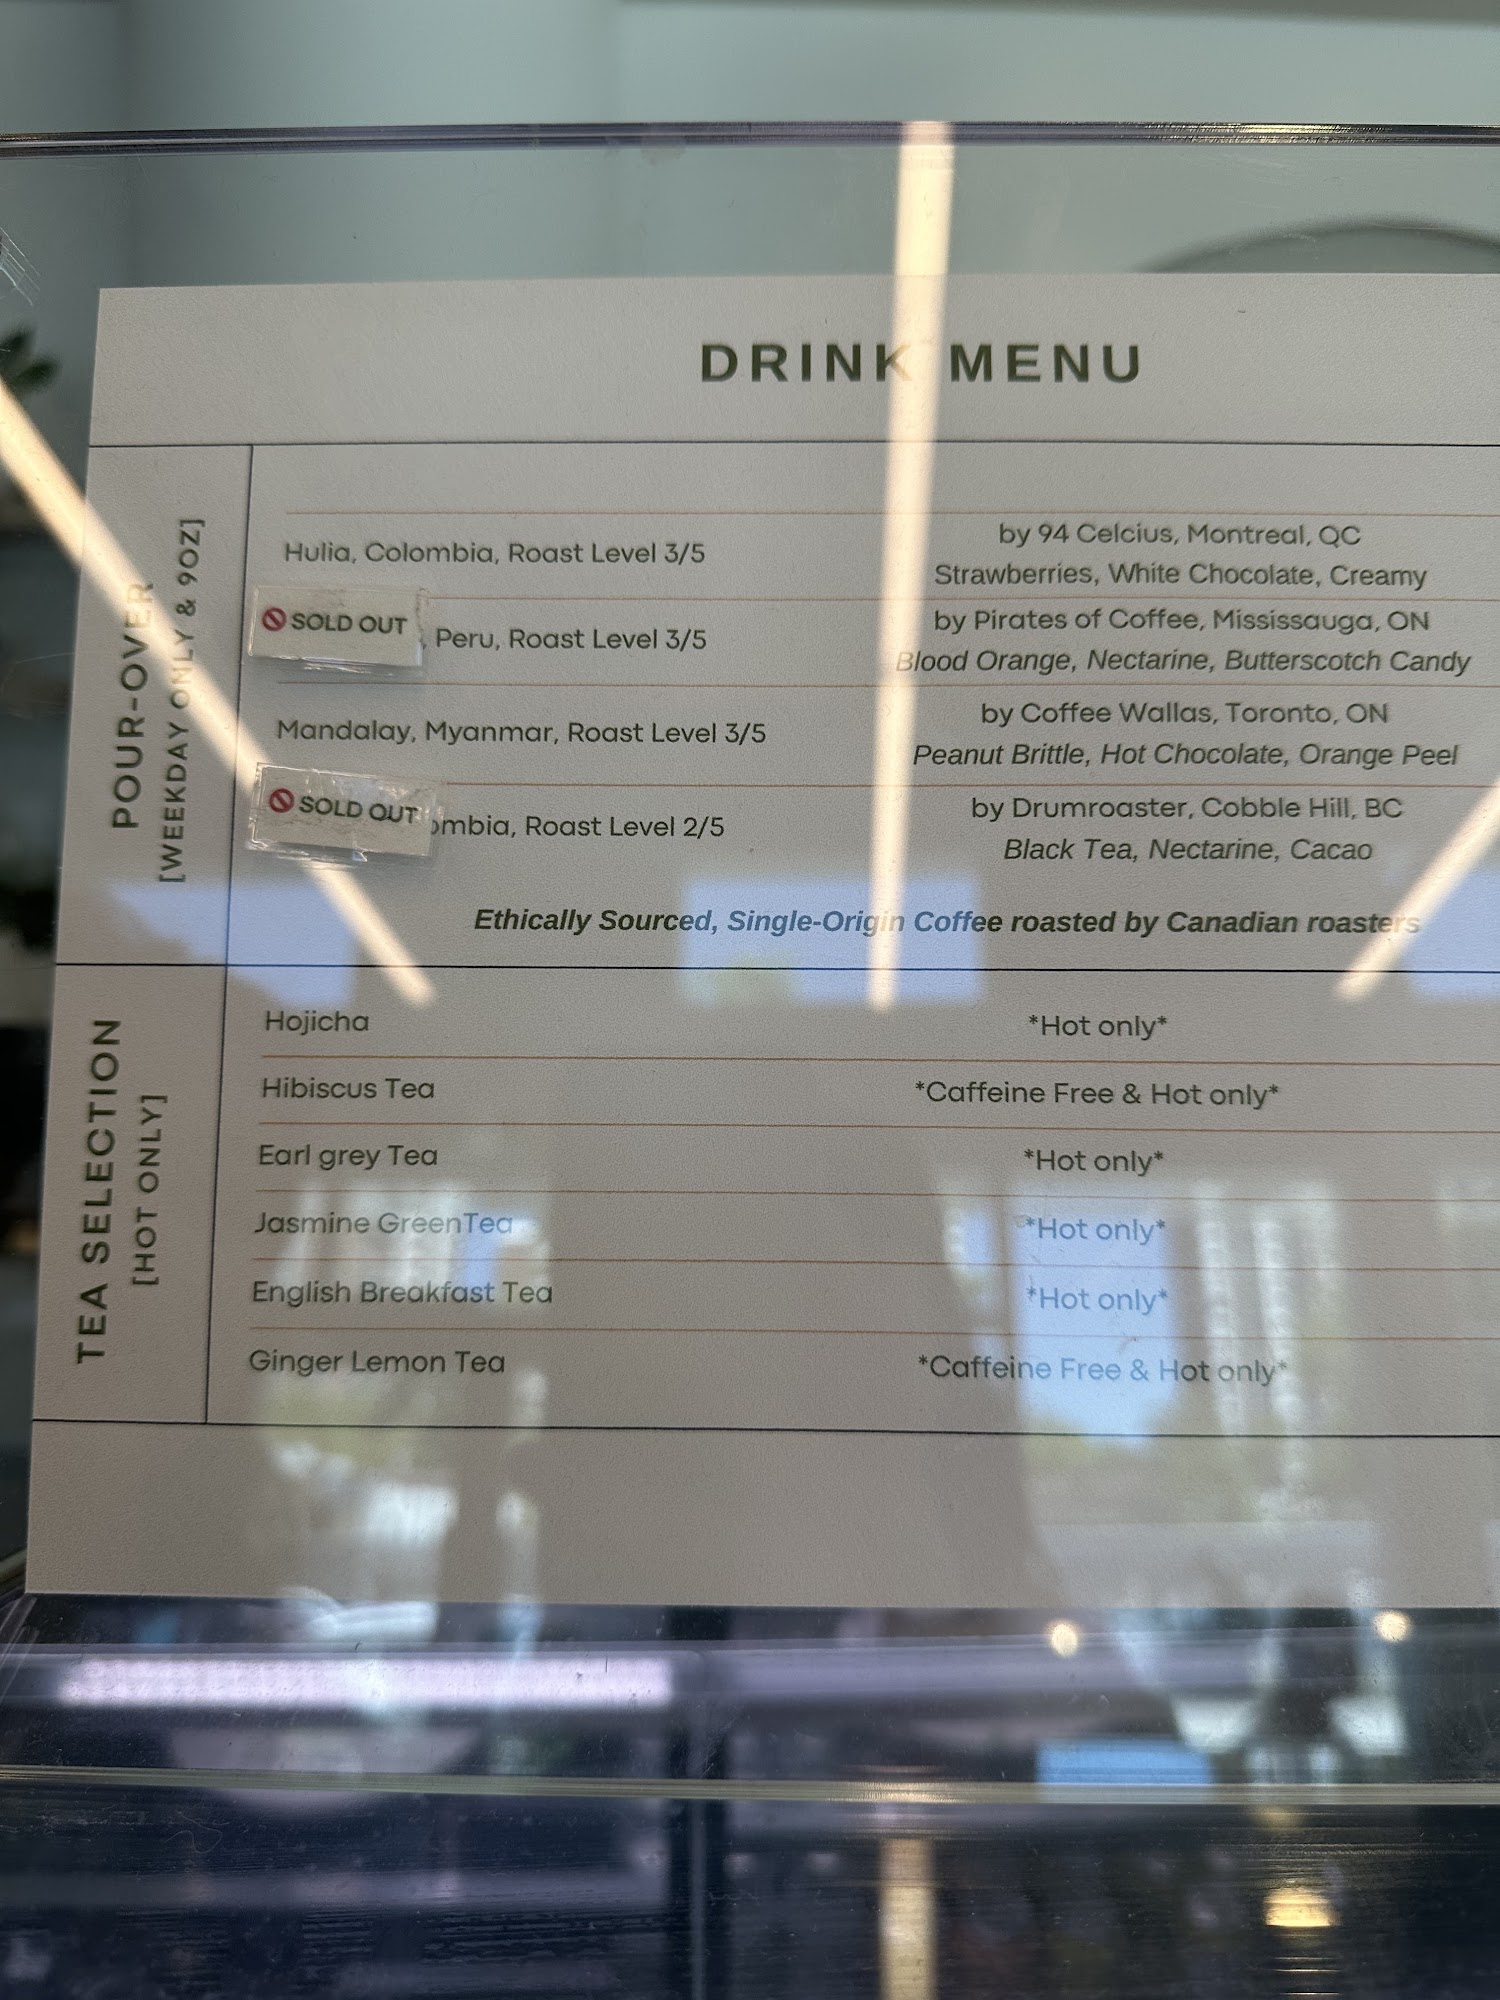 DRINK MENU
POUR-OVER
[WEEKDAY ONLY & 9OZ]
Hulia, Colombia, Roast Level 3/5
by 94 Celcius, Montreal, QC
Strawberries, White Chocolate, Creamy
SOLD OUT , Peru, Roast Level 3/5
by Pirates of Coffee, Mississauga, ON
Blood Orange, Nectarine, Butterscotch Candy
Mandalay, Myanmar, Roast Level 3/5
by Coffee Wallas, Toronto, ON
Peanut Brittle, Hot Chocolate, Orange Peel
SOLD OUT ombia, Roast Level 2/5
by Drumroaster, Cobble Hill, BC
Black Tea, Nectarine, Cacao
Ethically Sourced, Single-Origin Coffee roasted by Canadian roasters
TEA SELECTION
[HOT ONLY]
Hojicha *Hot only*
Hibiscus Tea *Caffeine Free & Hot only*
Earl grey Tea *Hot only*
Jasmine GreenTea *Hot only*
English Breakfast Tea *Hot only*
Ginger Lemon Tea *Caffeine Free & Hot only*